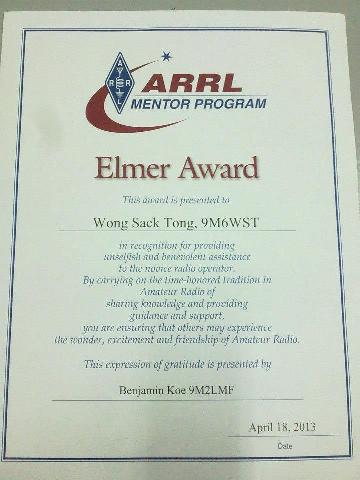 ARRL
MENTOR PROGRAM
Elmer Award
This award is presented to
Wong Sack Tong, 9M6WST
in recognition for providing
unselfish and benevolent assistance
to the novice radio operator.
By carrying on the time-honored tradition in
Amateur Radio of
sharing knowledge and providing
guidance and support,
you are ensuring that others may experience
the wonder, excitement and friendship of Amateur Radio.
This expression of gratitude is presented by
Benjamin Koe 9M2LMF
April 18, 2013
Date